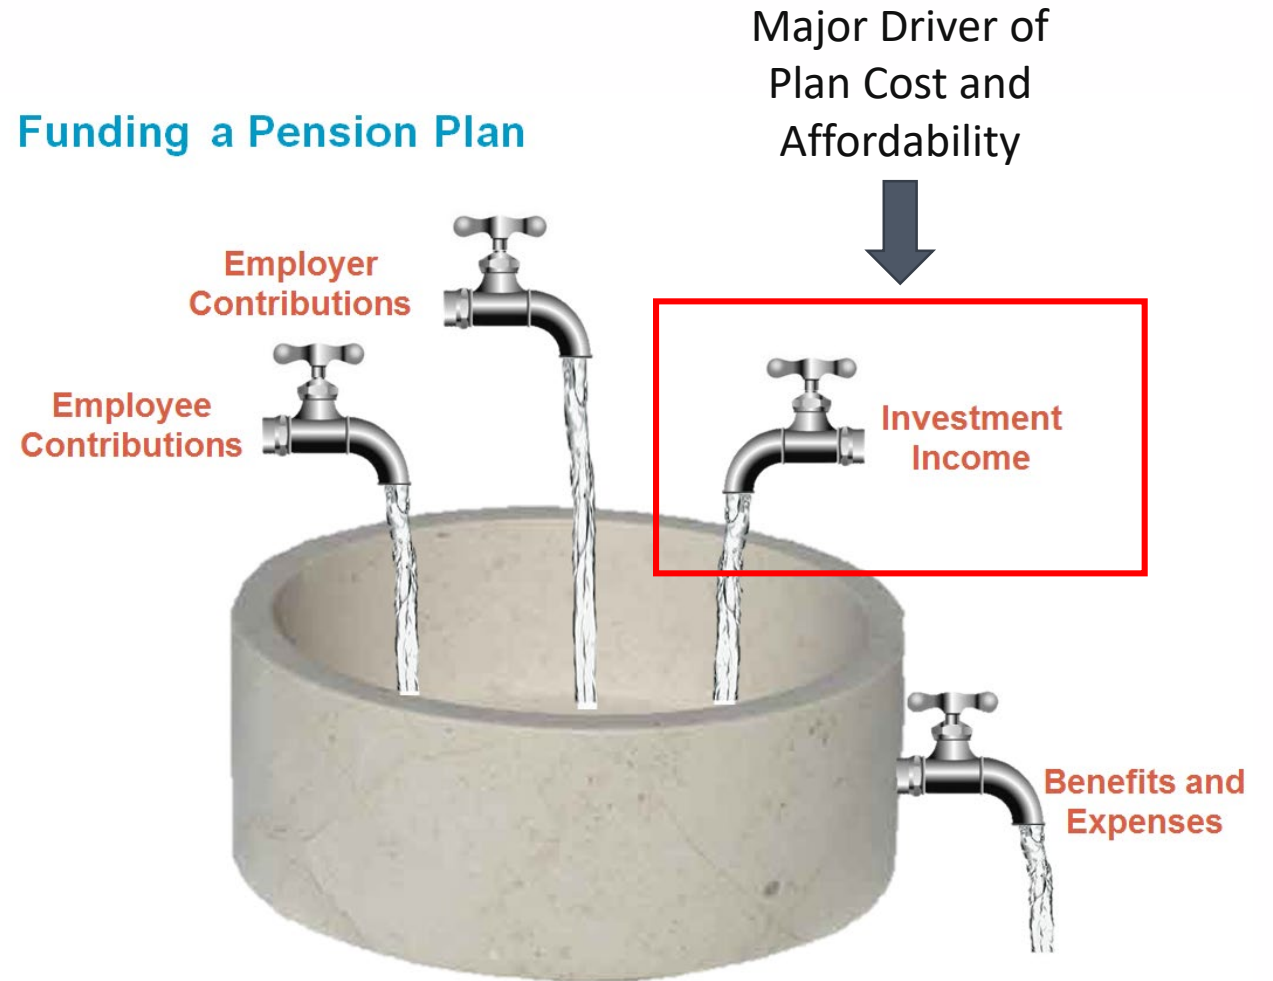 Major Driver of
Plan Cost and
Affordability
Funding a Pension Plan
Employer
Contributions
Employee
Contributions
Investment
Income
Benefits and
Expenses